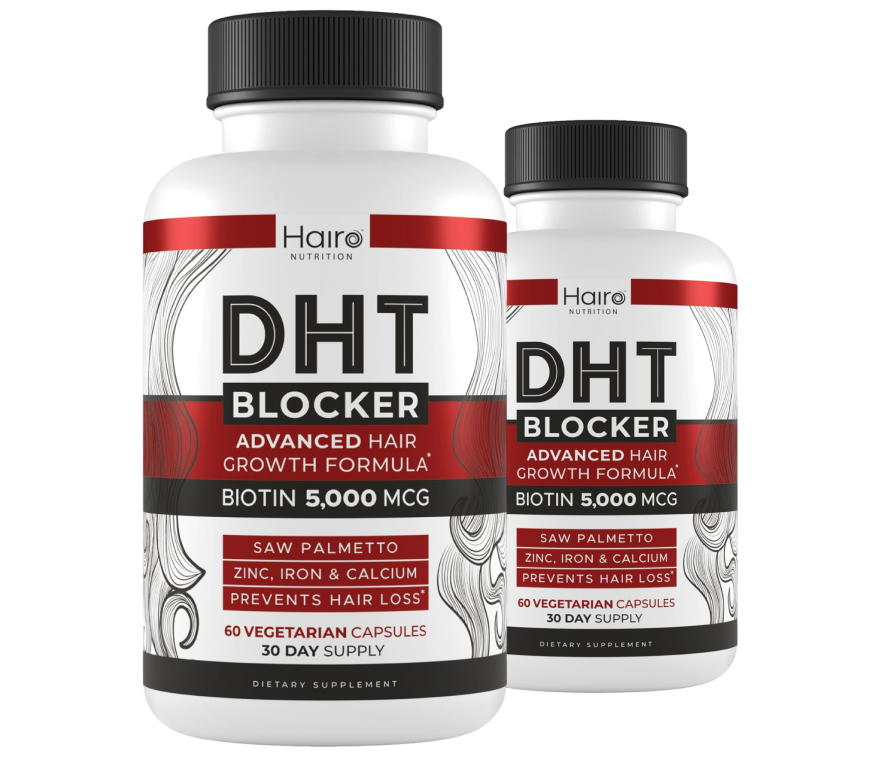 Hairo™
NUTRITION
DHT
BLOCKER
ADVANCED HAIR
GROWTH FORMULA*
BIOTIN 5,000 MCG
SAW PALMETTO
ZINC, IRON & CALCIUM
PREVENTS HAIR LOSS*
60 VEGETARIAN CAPSULES
30 DAY SUPPLY
DIETARY SUPPLEMENT
Hairo™
NUTRITION
DHT
BLOCKER
ADVANCED HAIR
GROWTH FORMULA*
BIOTIN 5,000 MCG
SAW PALMETTO
ZINC, IRON & CALCIUM
PREVENTS HAIR LOSS*
60 VEGETARIAN CAPSULES
30 DAY SUPPLY
DIETARY SUPPLEMENT